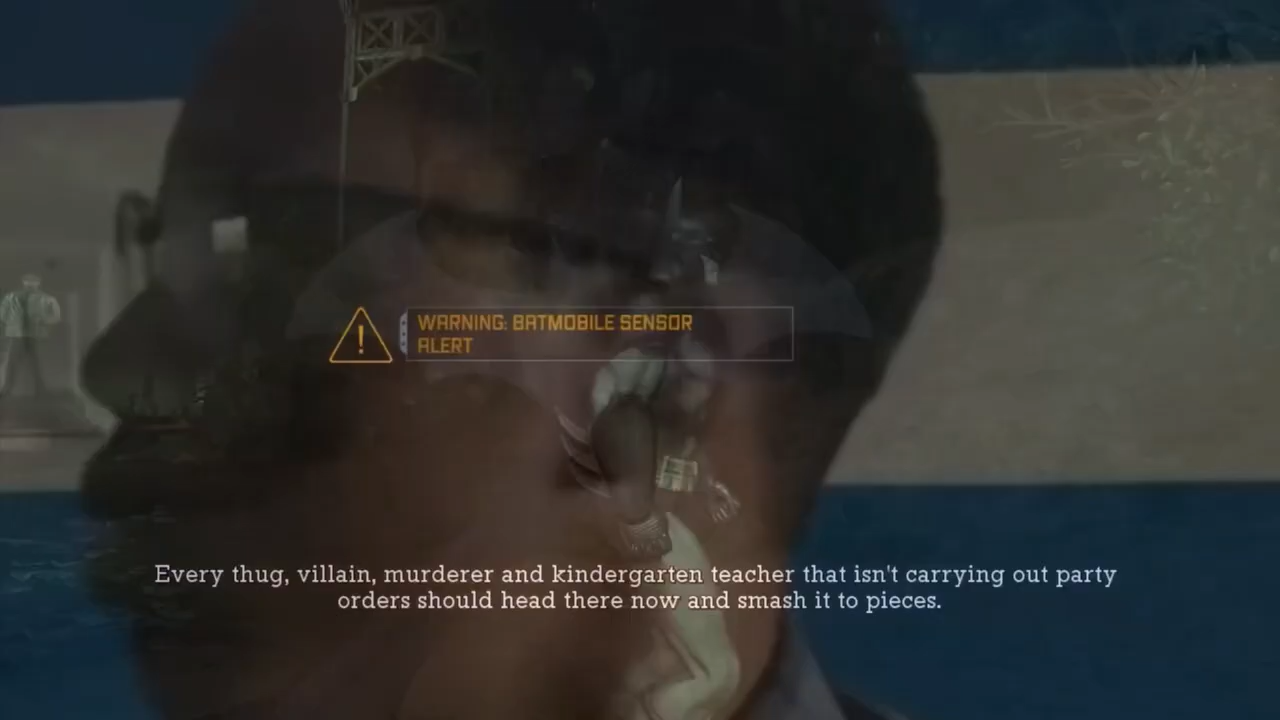 WARNING: BATMOBILE SENSOR
ALERT
Every thug, villain, murderer and kindergarten teacher that isn't carrying out party
orders should head there now and smash it to pieces.